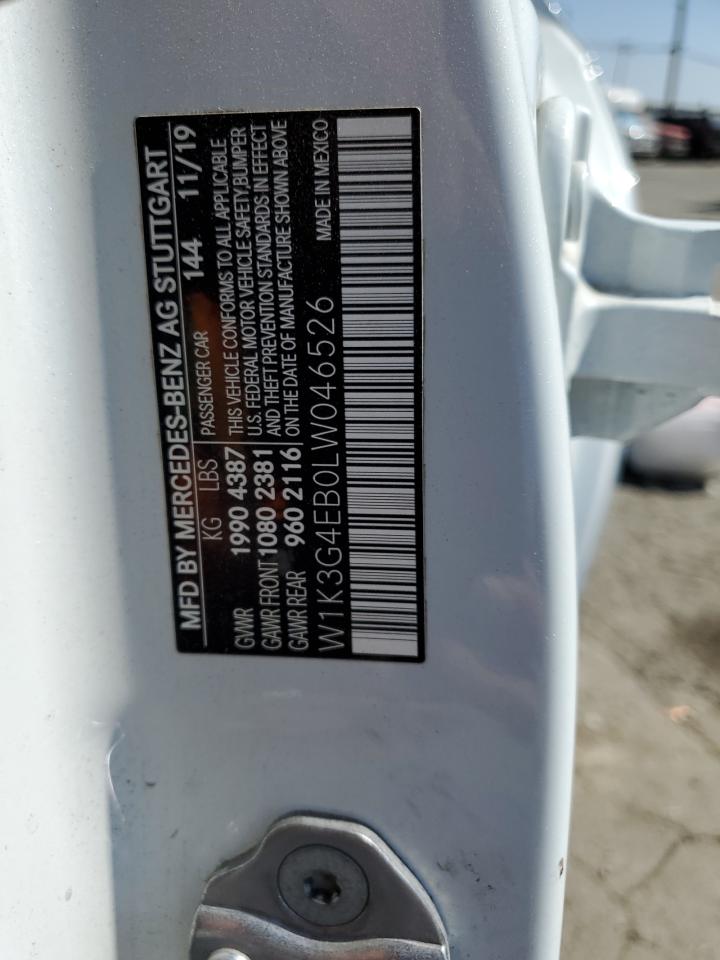 MFD BY MERCEDES-BENZ AG STUTTGART
KG LBS 144 11/19
PASSENGER CAR
GVWR 1990 4387
GAWR FRONT 1080 2381
GAWR REAR 960 2116
THIS VEHICLE CONFORMS TO ALL APPLICABLE
U.S. FEDERAL MOTOR VEHICLE SAFETY,BUMPER
AND THEFT PREVENTION STANDARDS IN EFFECT
ON THE DATE OF MANUFACTURE SHOWN ABOVE
W1K3G4EB0LW046526 MADE IN MEXICO